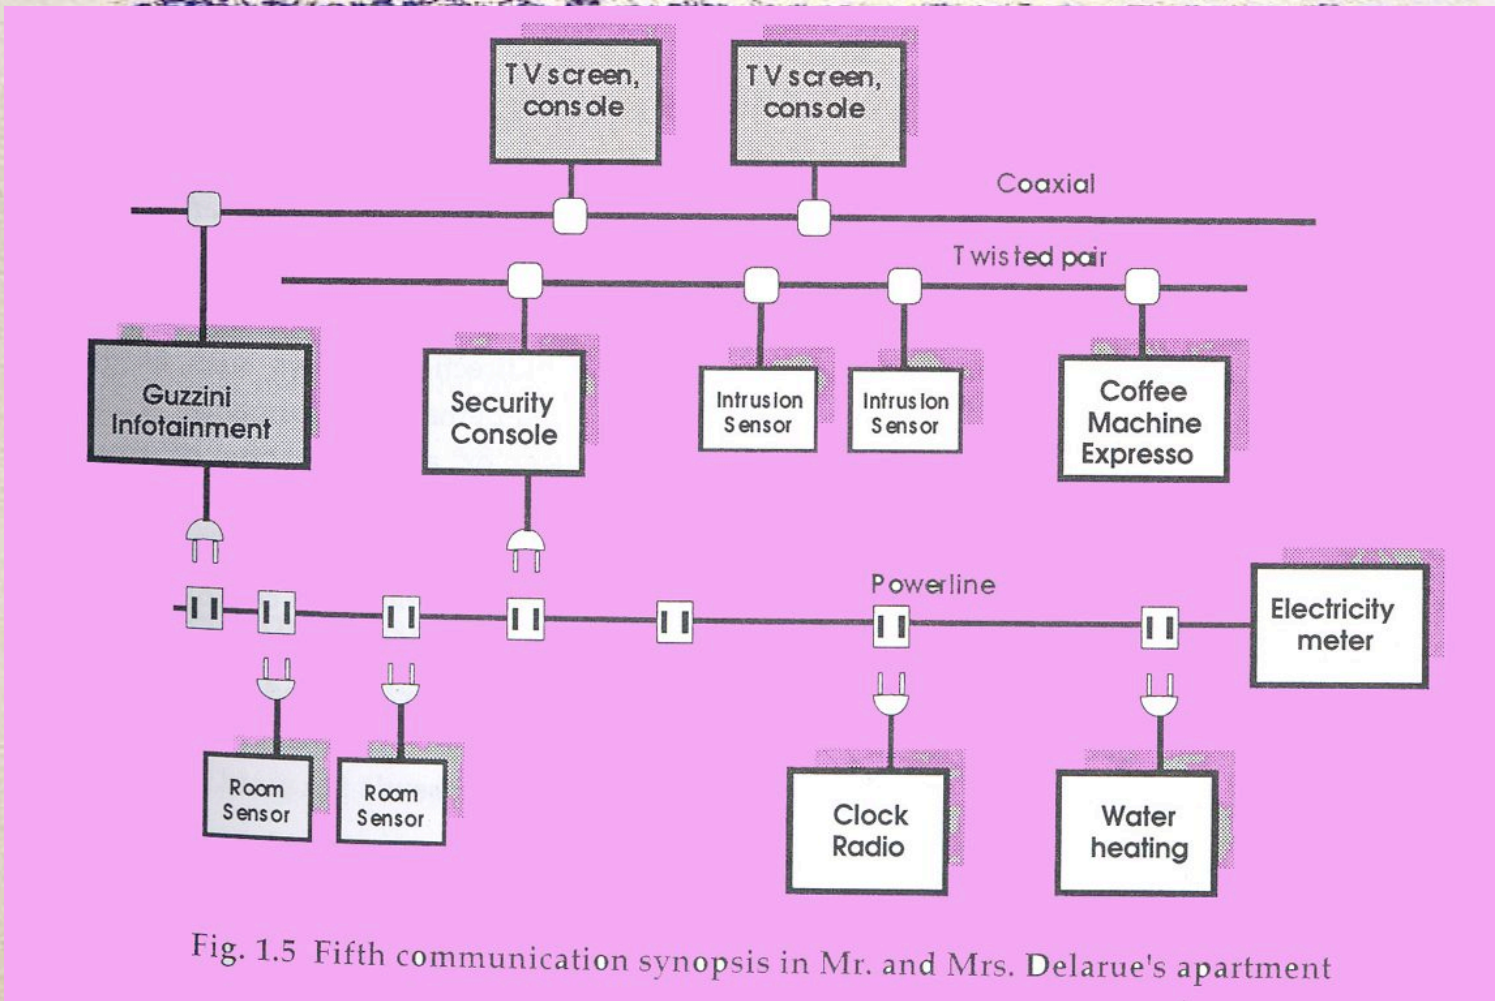 TV screen,
console
TV screen,
console
Coaxial
Twisted pair
Guzzini
Infotainment
Security
Console
Intrusion
Sensor
Intrusion
Sensor
Coffee
Machine
Expresso
Powerline
Electricity
meter
Room
Sensor
Room
Sensor
Clock
Radio
Water
heating
Fig. 1.5 Fifth communication synopsis in Mr. and Mrs. Delarue's apartment